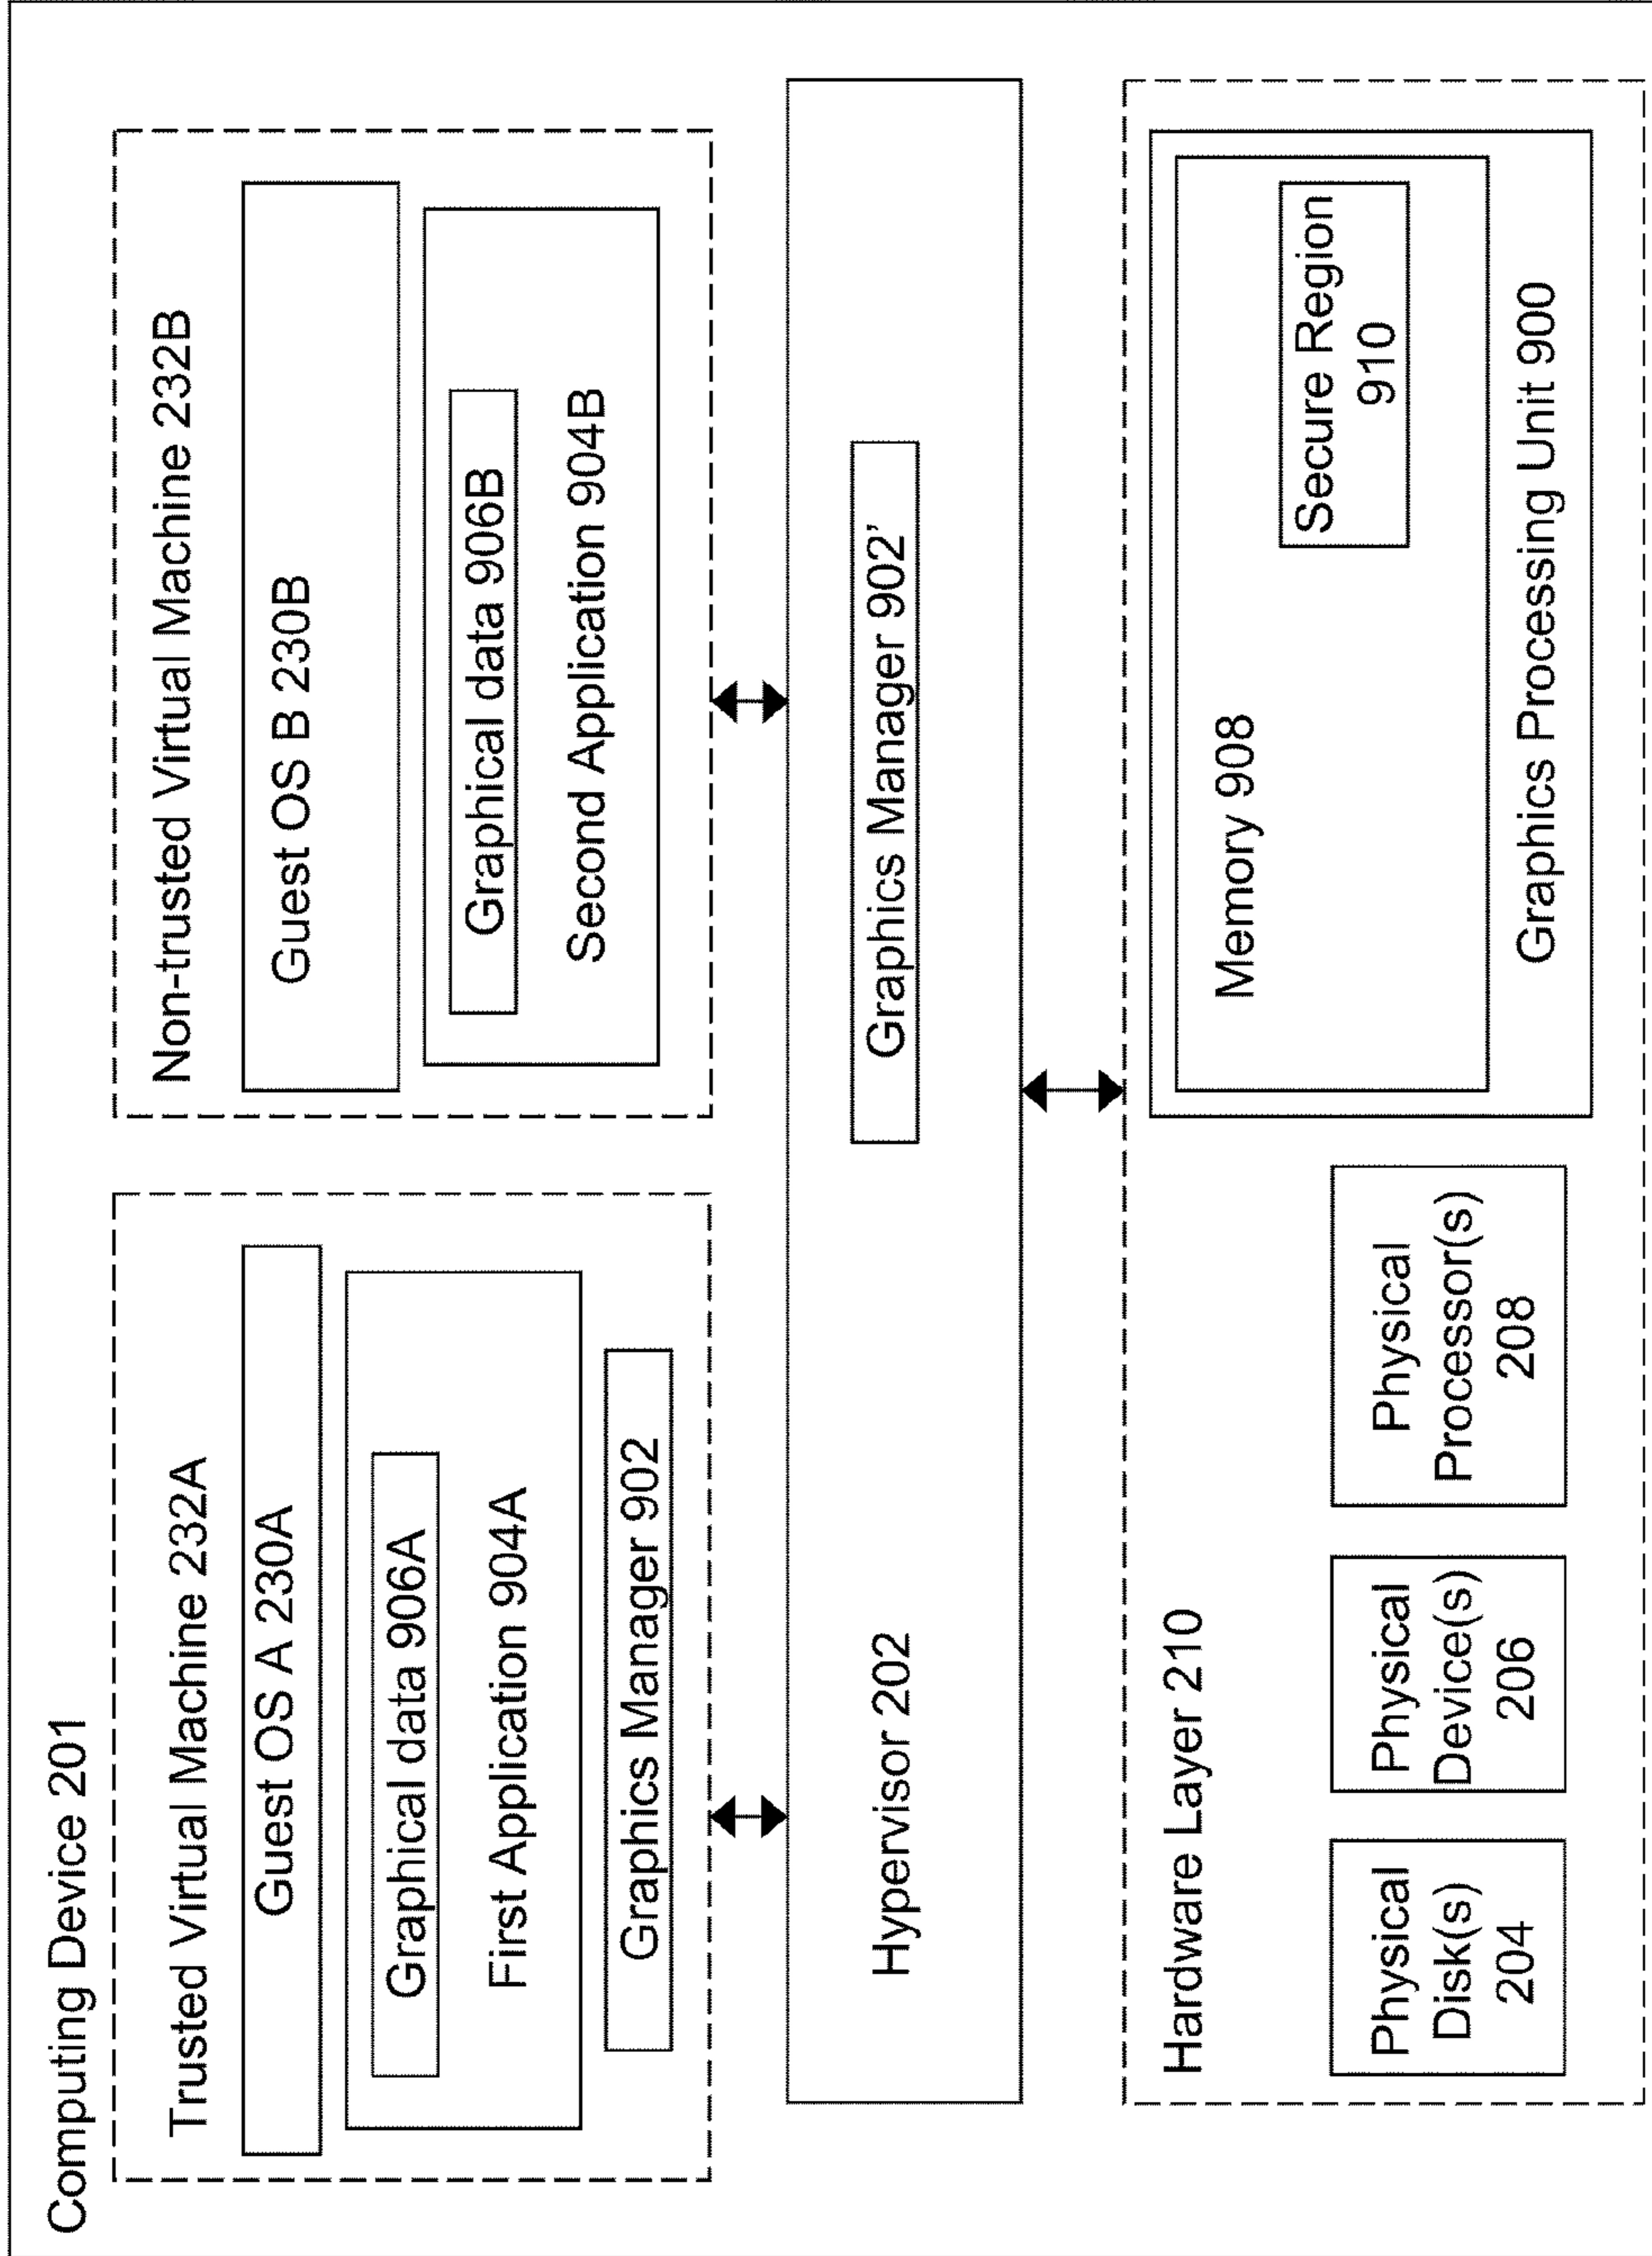 Computing Device 201
Trusted Virtual Machine 232A
Guest OS A 230A
Graphical data 906A
First Application 904A
Graphics Manager 902
Non-trusted Virtual Machine 232B
Guest OS B 230B
Graphical data 906B
Second Application 904B
Hypervisor 202
Graphics Manager 902’
Hardware Layer 210
Physical
Disk(s)
204
Physical
Device(s)
206
Physical
Processor(s)
208
Memory 908
Secure Region
910
Graphics Processing Unit 900